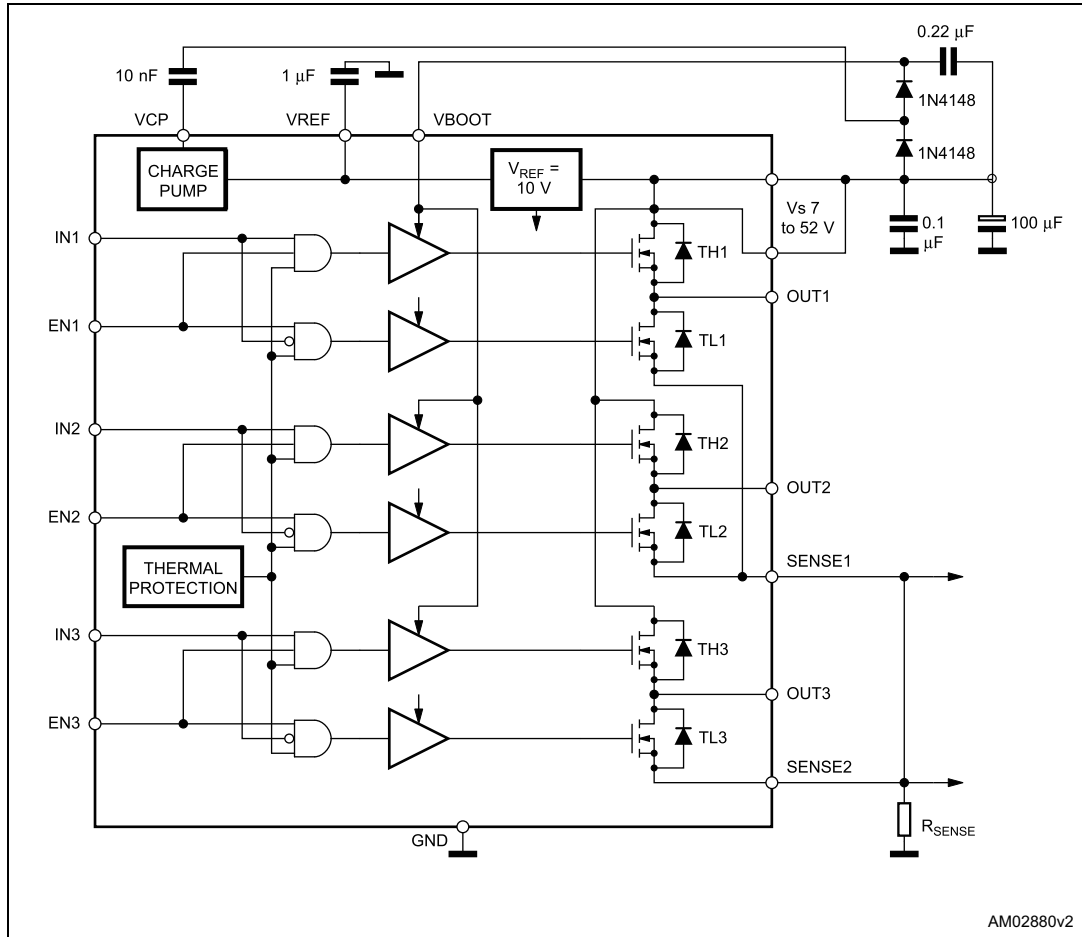 0.22 μF
10 nF
1 μF
1N4148
VCP
VREF
VBOOT
1N4148
CHARGE
PUMP
VREF =
10 V
Vs 7
to 52 V
0.1
μF
100 μF
IN1
TH1
OUT1
EN1
TL1
IN2
TH2
OUT2
EN2
TL2
THERMAL
PROTECTION
SENSE1
IN3
TH3
OUT3
EN3
TL3
SENSE2
GND
RSENSE
AM02880v2